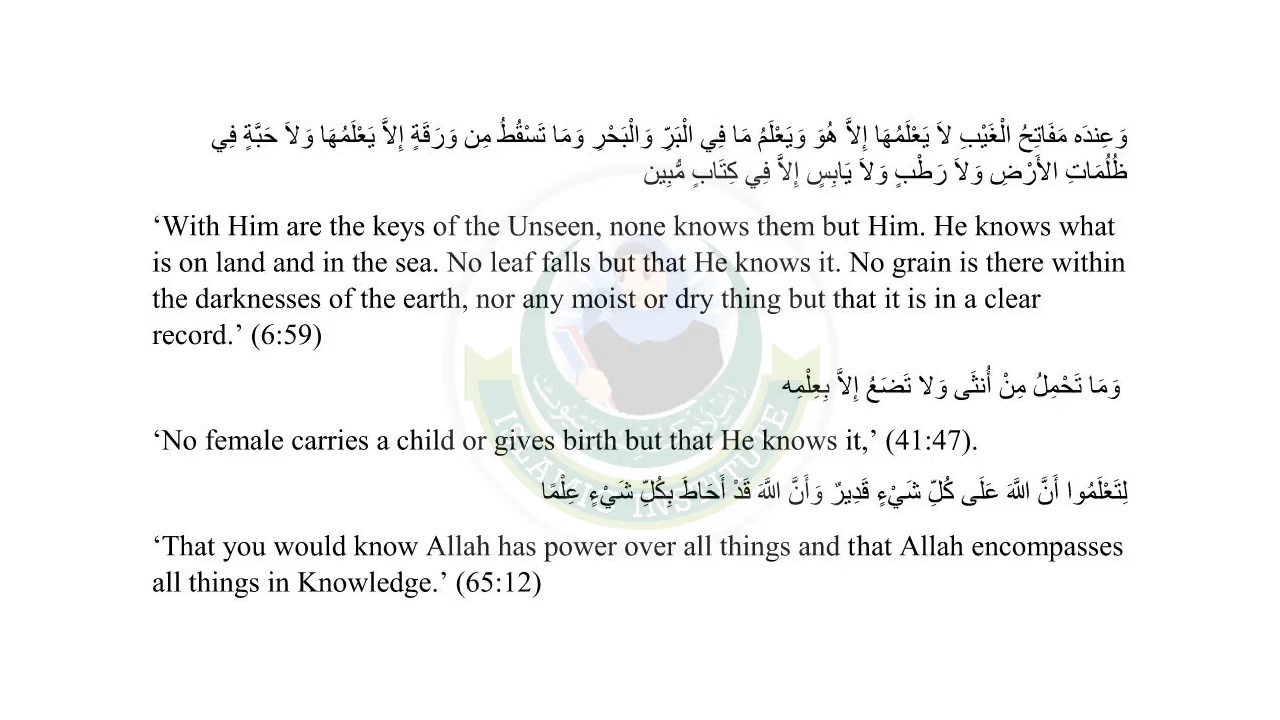 وَعِندَه مَفَاتِحُ الْغَيْبِ لاَ يَعْلَمُهَا إِلاَّ هُوَ وَيَعْلَمُ مَا فِي الْبَرِّ وَالْبَحْرِ وَمَا تَسْقُطُ مِن وَرَقَةٍ إِلاَّ يَعْلَمُهَا وَلاَ حَبَّةٍ فِي
ظُلُمَاتِ الأَرْضِ وَلاَ رَطْبٍ وَلاَ يَابِسٍ إِلاَّ فِي كِتَابٍ مُّبِين
‘With Him are the keys of the Unseen, none knows them but Him. He knows what
is on land and in the sea. No leaf falls but that He knows it. No grain is there within
the darknesses of the earth, nor any moist or dry thing but that it is in a clear
record.’ (6:59)
وَمَا تَحْمِلُ مِنْ أُنثَى وَلا تَضَعُ إِلاَّ بِعِلْمِه
‘No female carries a child or gives birth but that He knows it,’ (41:47).
لِتَعْلَمُوا أَنَّ اللَّهَ عَلَى كُلِّ شَيْءٍ قَدِيرٌ وَأَنَّ اللَّهَ قَدْ أَحَاطَ بِكُلِّ شَيْءٍ عِلْمًا
‘That you would know Allah has power over all things and that Allah encompasses
all things in Knowledge.’ (65:12)
ISLAMIC INSTITUTE